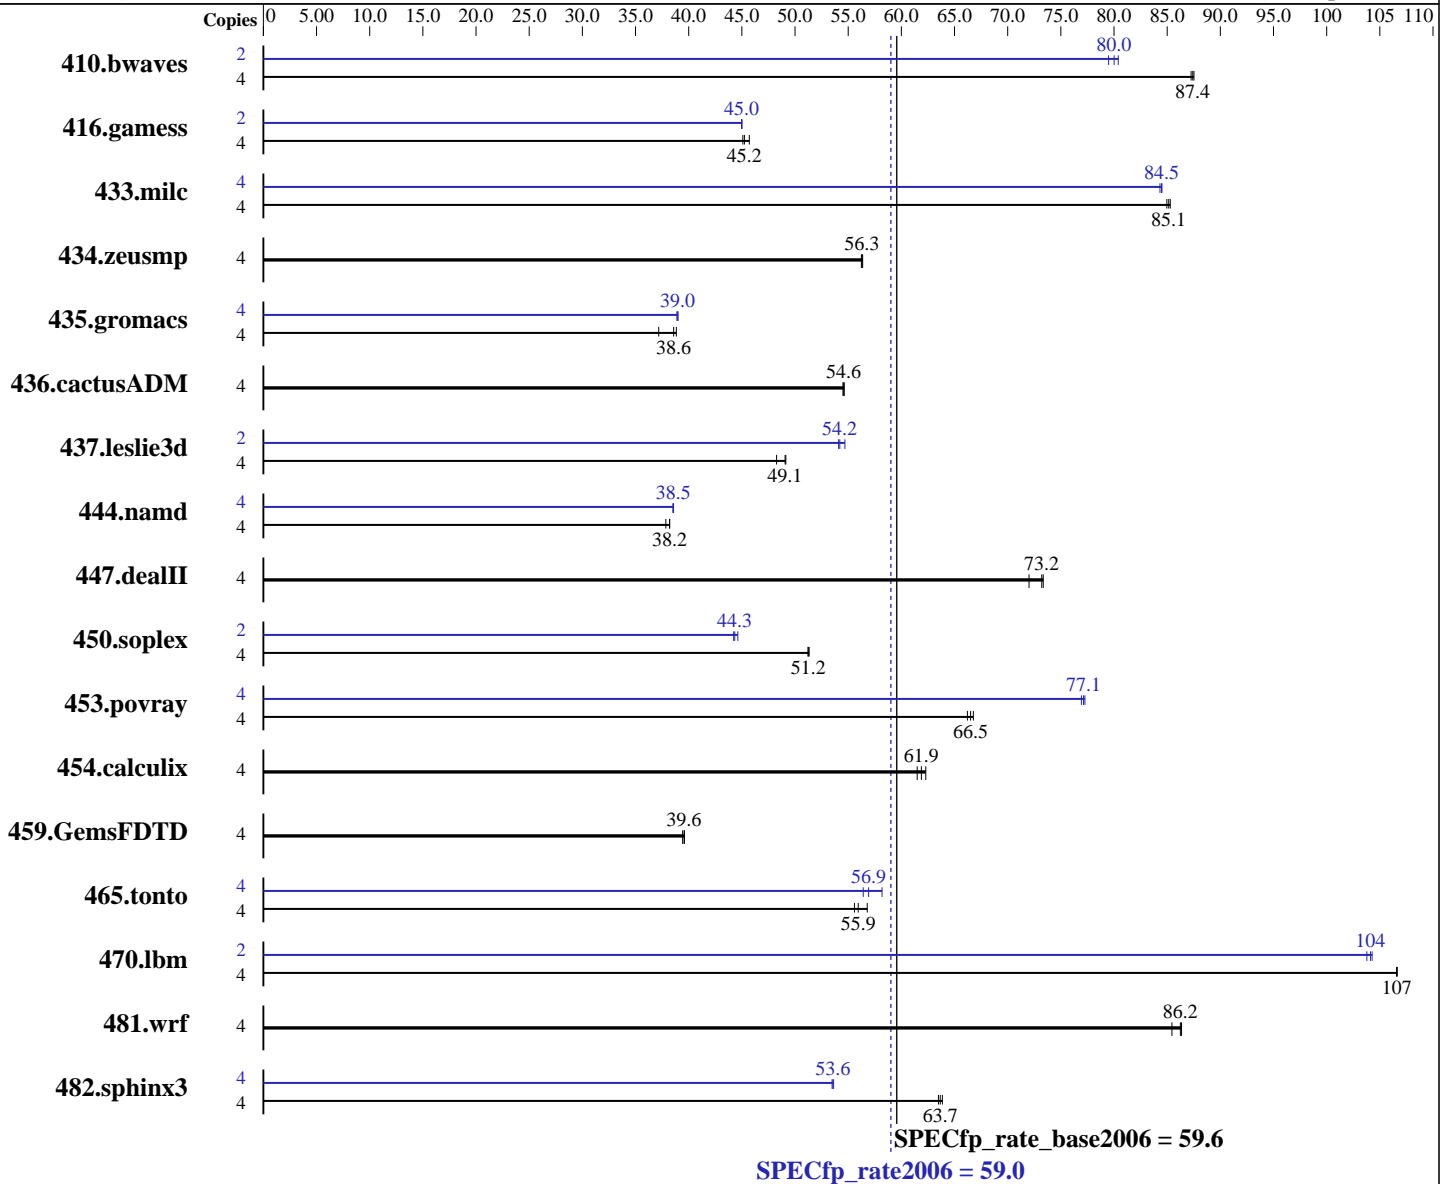 Copies 0 5.00 10.0 15.0 20.0 25.0 30.0 35.0 40.0 45.0 50.0 55.0 60.0 65.0 70.0 75.0 80.0 85.0 90.0 95.0 100 105 110
410.bwaves 2 80.0
4 87.4
416.gamess 2 45.0
4 45.2
433.milc 4 84.5
4 85.1
434.zeusmp 4 56.3
435.gromacs 4 39.0
4 38.6
436.cactusADM 4 54.6
437.leslie3d 2 54.2
4 49.1
444.namd 4 38.5
4 38.2
447.dealII 4 73.2
450.soplex 2 44.3
4 51.2
453.povray 4 77.1
4 66.5
454.calculix 4 61.9
459.GemsFDTD 4 39.6
465.tonto 4 56.9
4 55.9
470.lbm 2 104
4 107
481.wrf 4 86.2
482.sphinx3 4 53.6
4 63.7
SPECfp_rate_base2006 = 59.6
SPECfp_rate2006 = 59.0